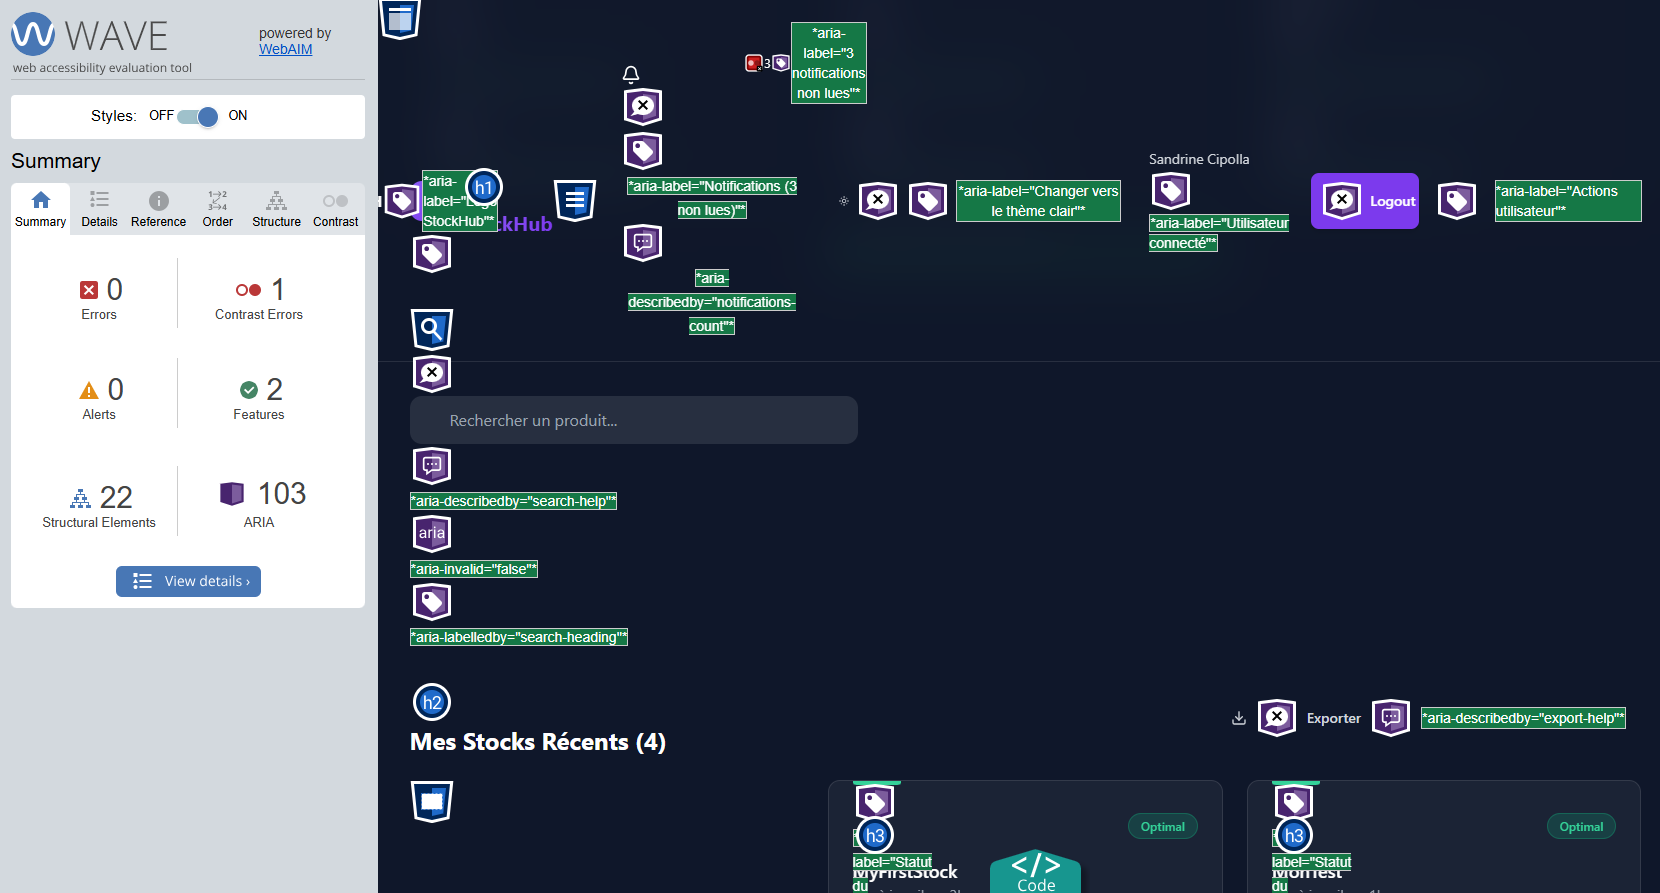 WAVE
web accessibility evaluation tool
powered by
WebAIM
Styles: OFF ON
Summary
Summary Details Reference Order Structure Contrast
0
Errors
1
Contrast Errors
0
Alerts
2
Features
22
Structural Elements
103
ARIA
View details ›
3
*aria-
label="3
notifications
non lues"*
*aria-
label="
StockHub"*
h1
ckHub
*aria-label="Notifications (3
non lues)"*
*aria-
describedby="notifications-
count"*
*aria-label="Changer vers
le thème clair"*
Sandrine Cipolla
*aria-label="Utilisateur
connecté"*
Logout
*aria-label="Actions
utilisateur"*
Rechercher un produit...
*aria-describedby="search-help"*
aria
*aria-invalid="false"*
*aria-labelledby="search-heading"*
h2
Mes Stocks Récents (4)
Exporter
*aria-describedby="export-help"*
h3
Optimal
label="Statut
du
MyFirstStock
</>
Code
h3
Optimal
label="Statut
du
MonTest